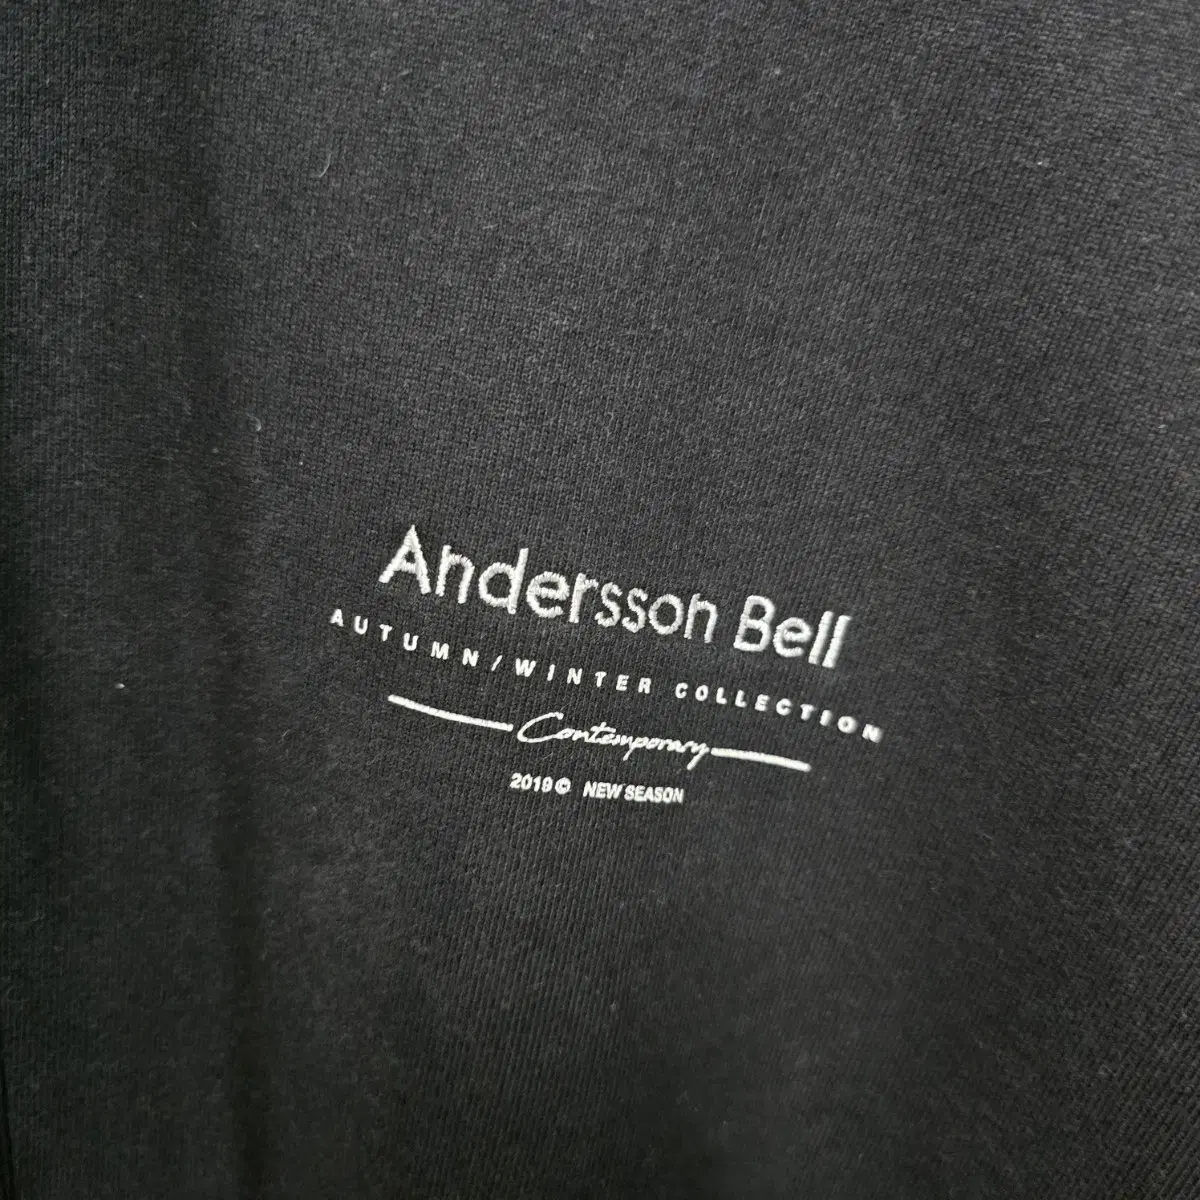 Andersson Bell
AUTUMN/WINTER COLLECTION
Contemporary
2019© NEW SEASON